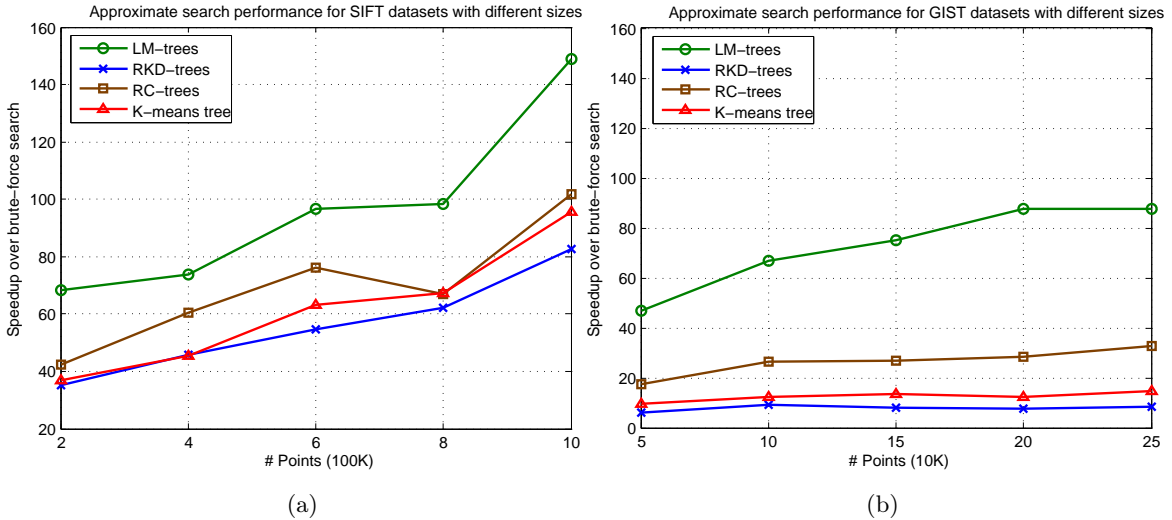 Approximate search performance for SIFT datasets with different sizes
160
140
120
100
80
60
40
20
2
4
6
8
10
Speedup over brute−force search
# Points (100K)
LM−trees
RKD−trees
RC−trees
K−means tree
(a)
Approximate search performance for GIST datasets with different sizes
160
140
120
100
80
60
40
20
0
5
10
15
20
25
Speedup over brute−force search
# Points (10K)
LM−trees
RKD−trees
RC−trees
K−means tree
(b)